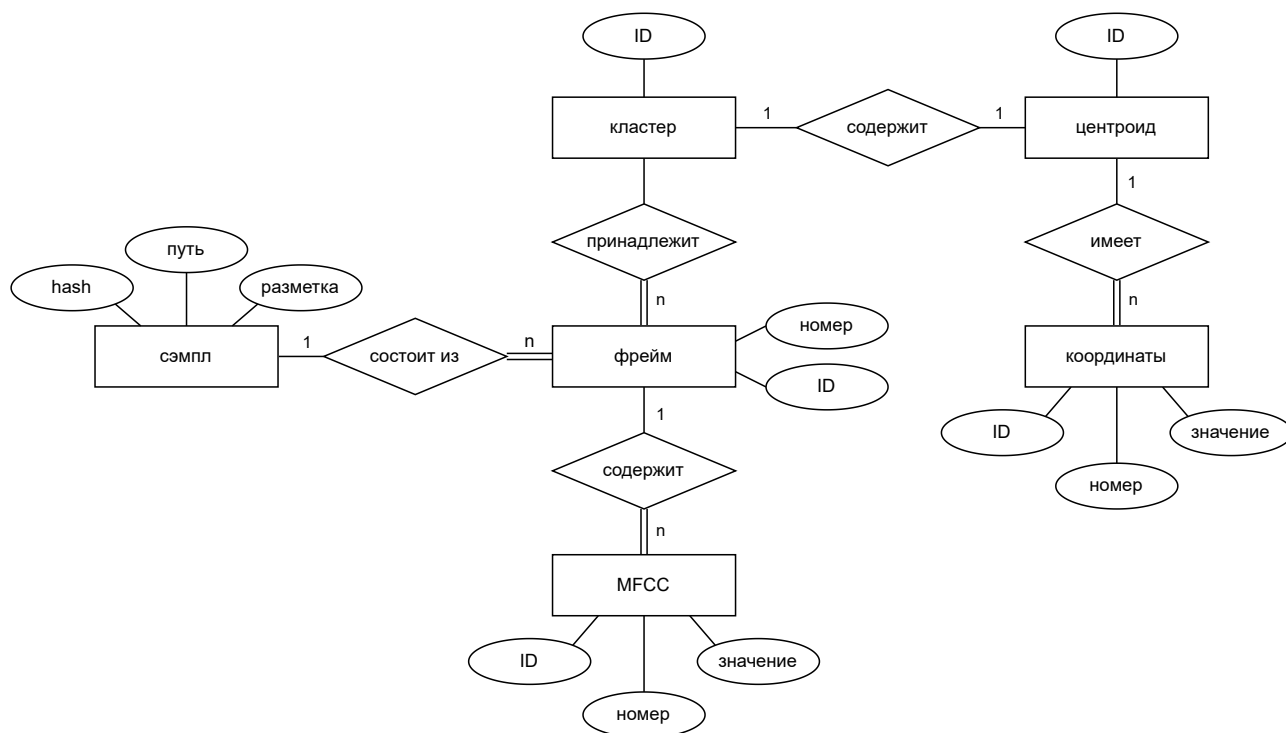 ID
ID
кластер
1
содержит
1
центроид
1
принадлежит
имеет
путь
hash
разметка
n
n
номер
сэмпл
1
состоит из
n
фрейм
координаты
ID
1
ID
значение
содержит
номер
n
MFCC
ID
значение
номер